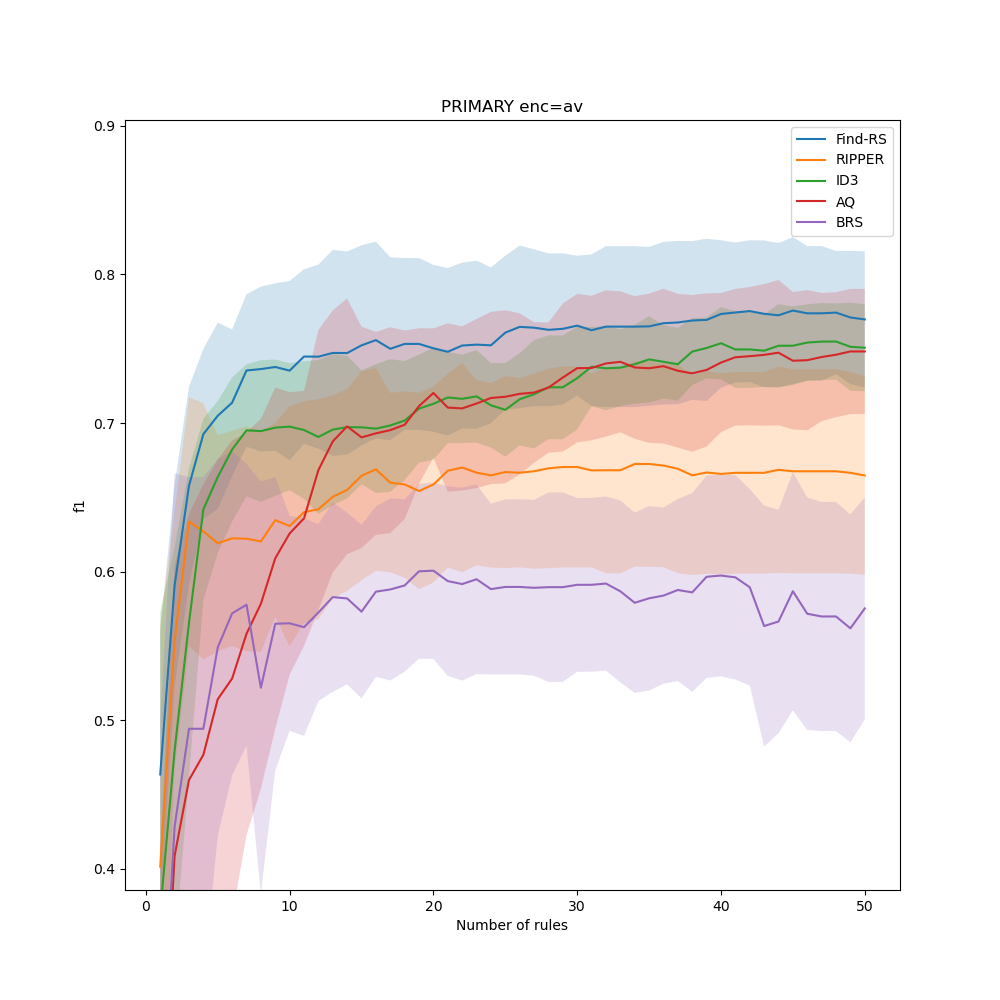 PRIMARY enc=av
Find-RS
RIPPER
ID3
AQ
BRS
f1
0.9
0.8
0.7
0.6
0.5
0.4
0
10
20
30
40
50
Number of rules